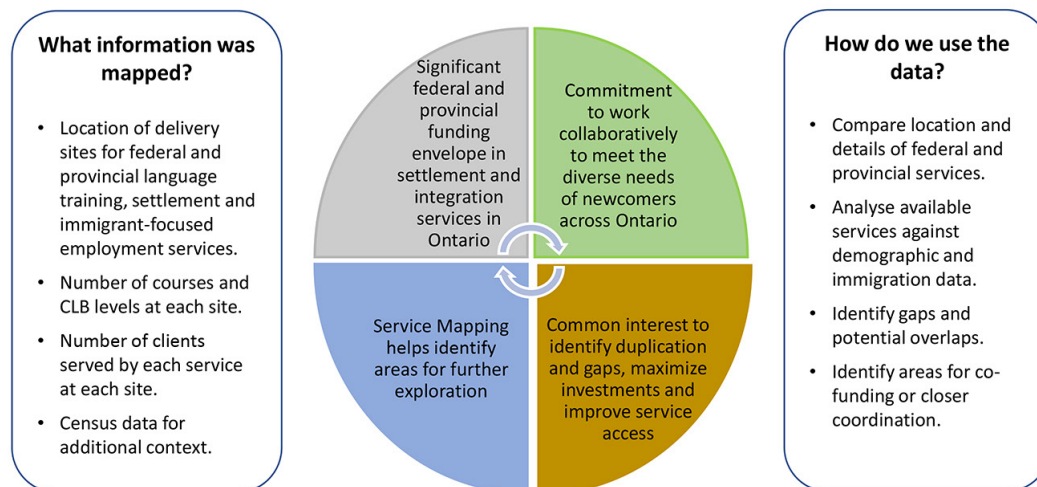 What information was
mapped?
• Location of delivery
sites for federal and
provincial language
training, settlement and
immigrant-focused
employment services.
• Number of courses and
CLB levels at each site.
• Number of clients
served by each service
at each site.
• Census data for
additional context.
Significant
federal and
provincial
funding
envelope in
settlement and
integration
services in
Ontario
Commitment
to work
collaboratively
to meet the
diverse needs
of newcomers
across Ontario
Service Mapping
helps identify
areas for further
exploration
Common interest to
identify duplication
and gaps, maximize
investments and
improve service
access
How do we use the
data?
• Compare location and
details of federal and
provincial services.
• Analyse available
services against
demographic and
immigration data.
• Identify gaps and
potential overlaps.
• Identify areas for co-
funding or closer
coordination.